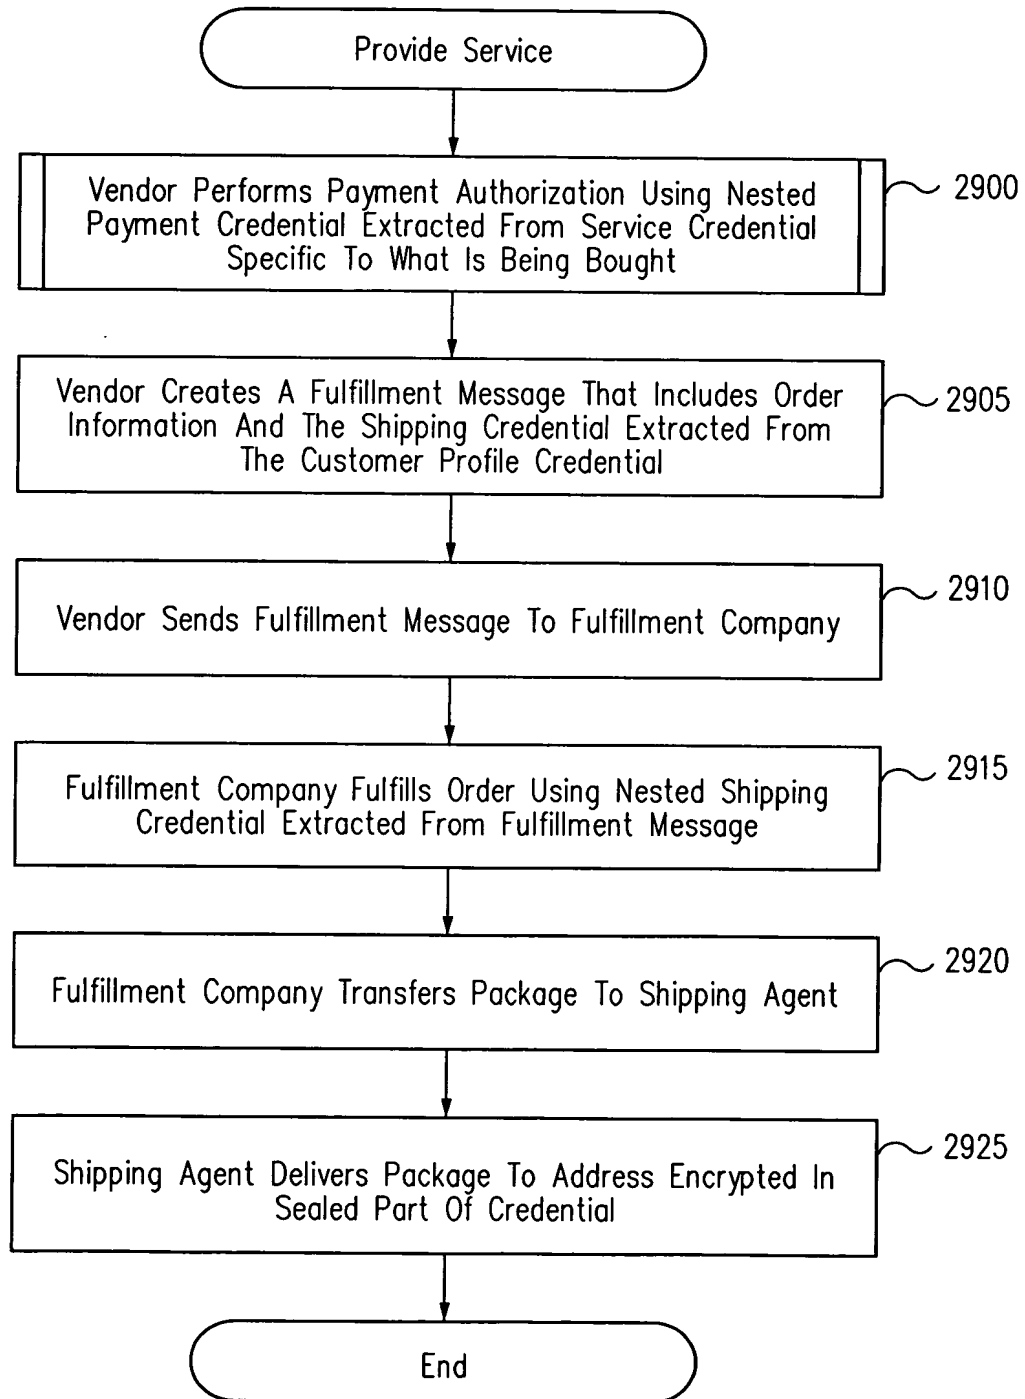 Provide Service
Vendor Performs Payment Authorization Using Nested
Payment Credential Extracted From Service Credential
Specific To What Is Being Bought
2900
Vendor Creates A Fulfillment Message That Includes Order
Information And The Shipping Credential Extracted From
The Customer Profile Credential
2905
Vendor Sends Fulfillment Message To Fulfillment Company
2910
Fulfillment Company Fulfills Order Using Nested Shipping
Credential Extracted From Fulfillment Message
2915
Fulfillment Company Transfers Package To Shipping Agent
2920
Shipping Agent Delivers Package To Address Encrypted In
Sealed Part Of Credential
2925
End